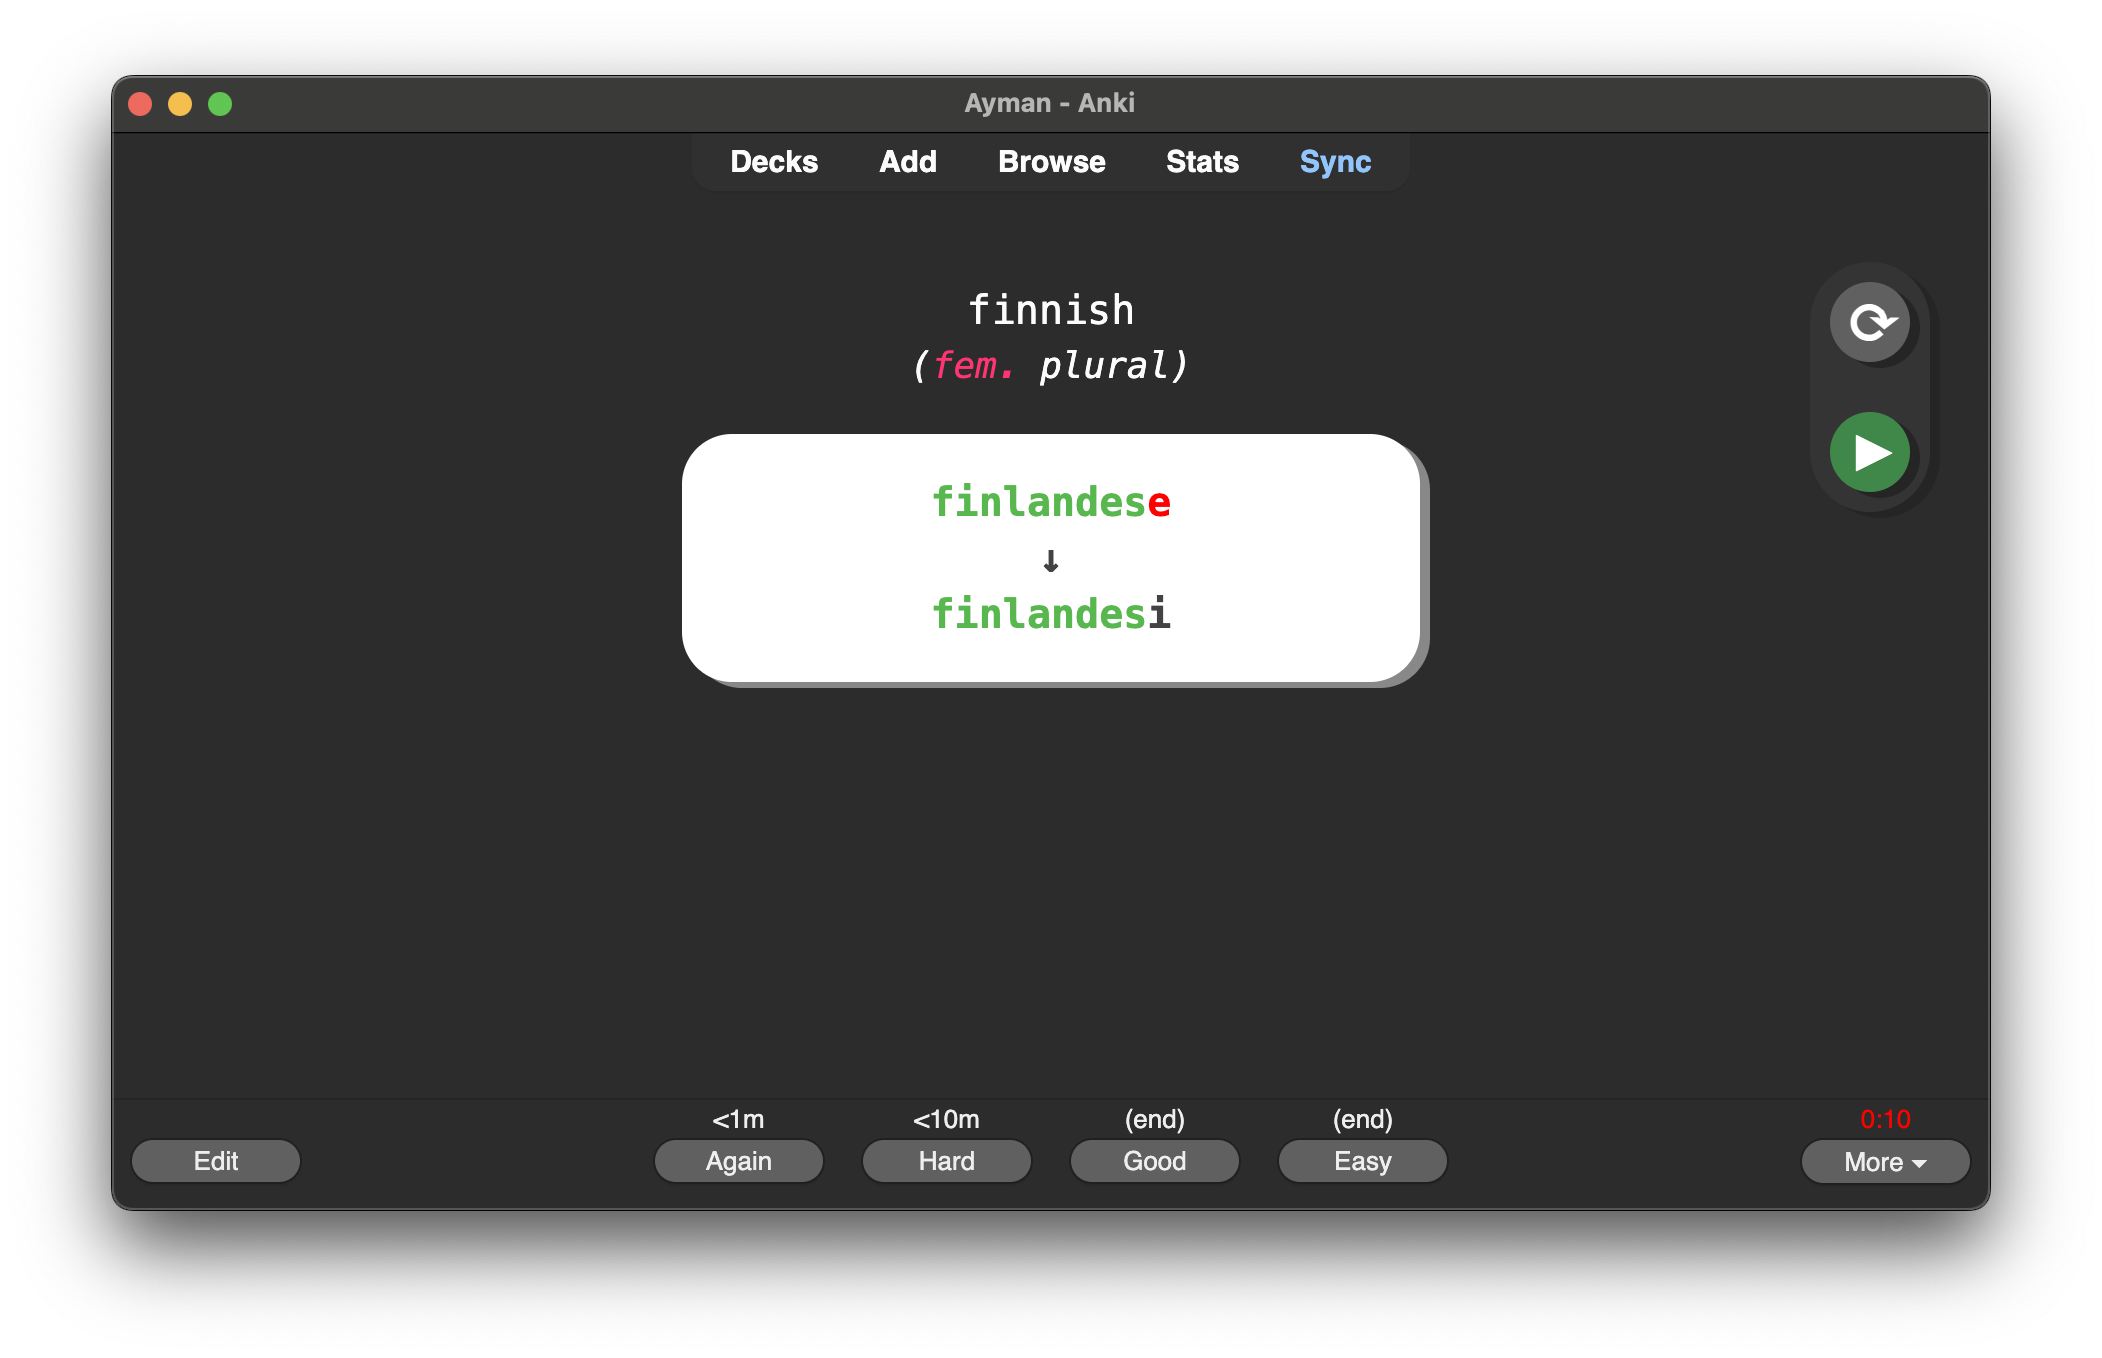 Ayman - Anki
Decks Add Browse Stats Sync
finnish
(fem. plural)
finlandese
↓
finlandesi
<1m <10m (end) (end) 0:10
Edit Again Hard Good Easy More